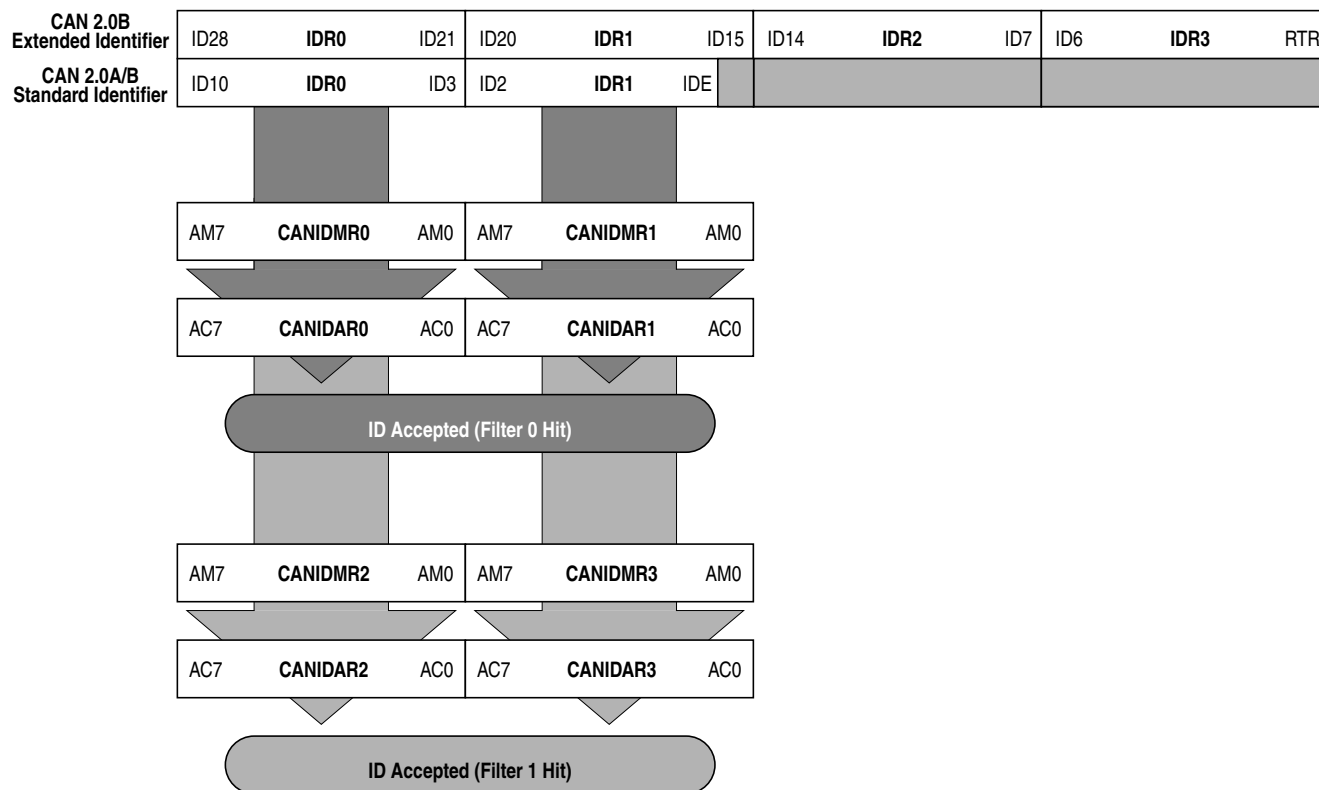 CAN 2.0B
Extended Identifier
ID28 IDR0 ID21 ID20 IDR1 ID15 ID14 IDR2 ID7 ID6 IDR3 RTR
CAN 2.0A/B
Standard Identifier
ID10 IDR0 ID3 ID2 IDR1 IDE
AM7 CANIDMR0 AM0 AM7 CANIDMR1 AM0
AC7 CANIDAR0 AC0 AC7 CANIDAR1 AC0
ID Accepted (Filter 0 Hit)
AM7 CANIDMR2 AM0 AM7 CANIDMR3 AM0
AC7 CANIDAR2 AC0 AC7 CANIDAR3 AC0
ID Accepted (Filter 1 Hit)